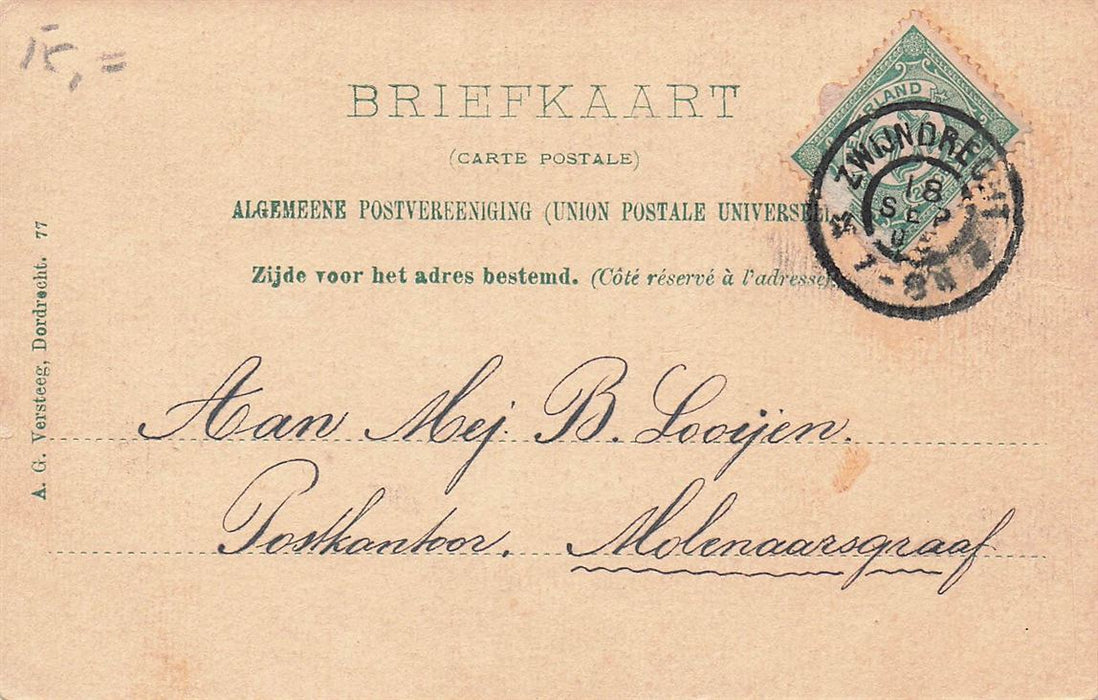 BRIEFKAART
(CARTE POSTALE)
ALGEMEENE POSTVEREENIGING (UNION POSTALE UNIVERSELLE)
Zijde voor het adres bestemd. (Côté réservé à l'adresse)
ZWIJNDRECHT
18
SEP
A. G. Versteeg, Dordrecht. 77
Aan Mej. B. Looijen.
Postkantoor. Molenaarsgraaf